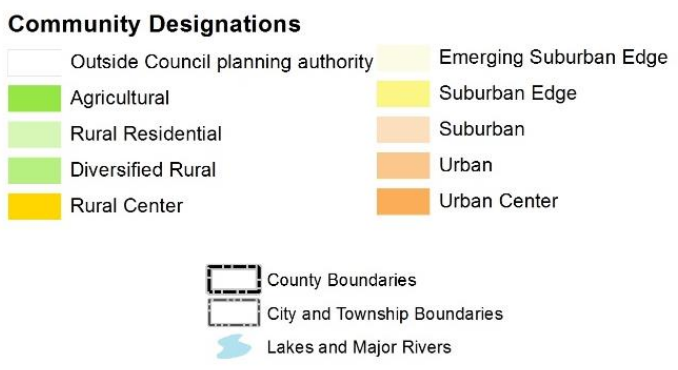 Community Designations
Outside Council planning authority
Agricultural
Rural Residential
Diversified Rural
Rural Center
Emerging Suburban Edge
Suburban Edge
Suburban
Urban
Urban Center
County Boundaries
City and Township Boundaries
Lakes and Major Rivers